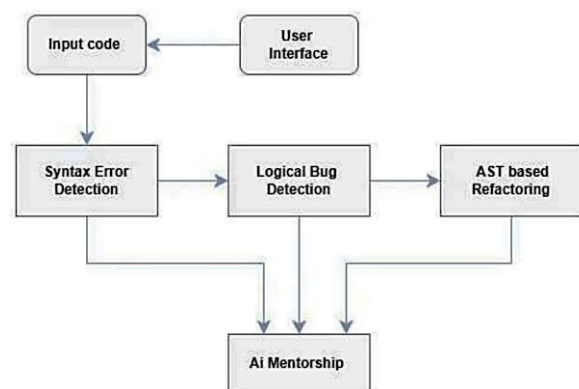 Input code
User
Interface
Syntax Error
Detection
Logical Bug
Detection
AST based
Refactoring
Ai Mentorship